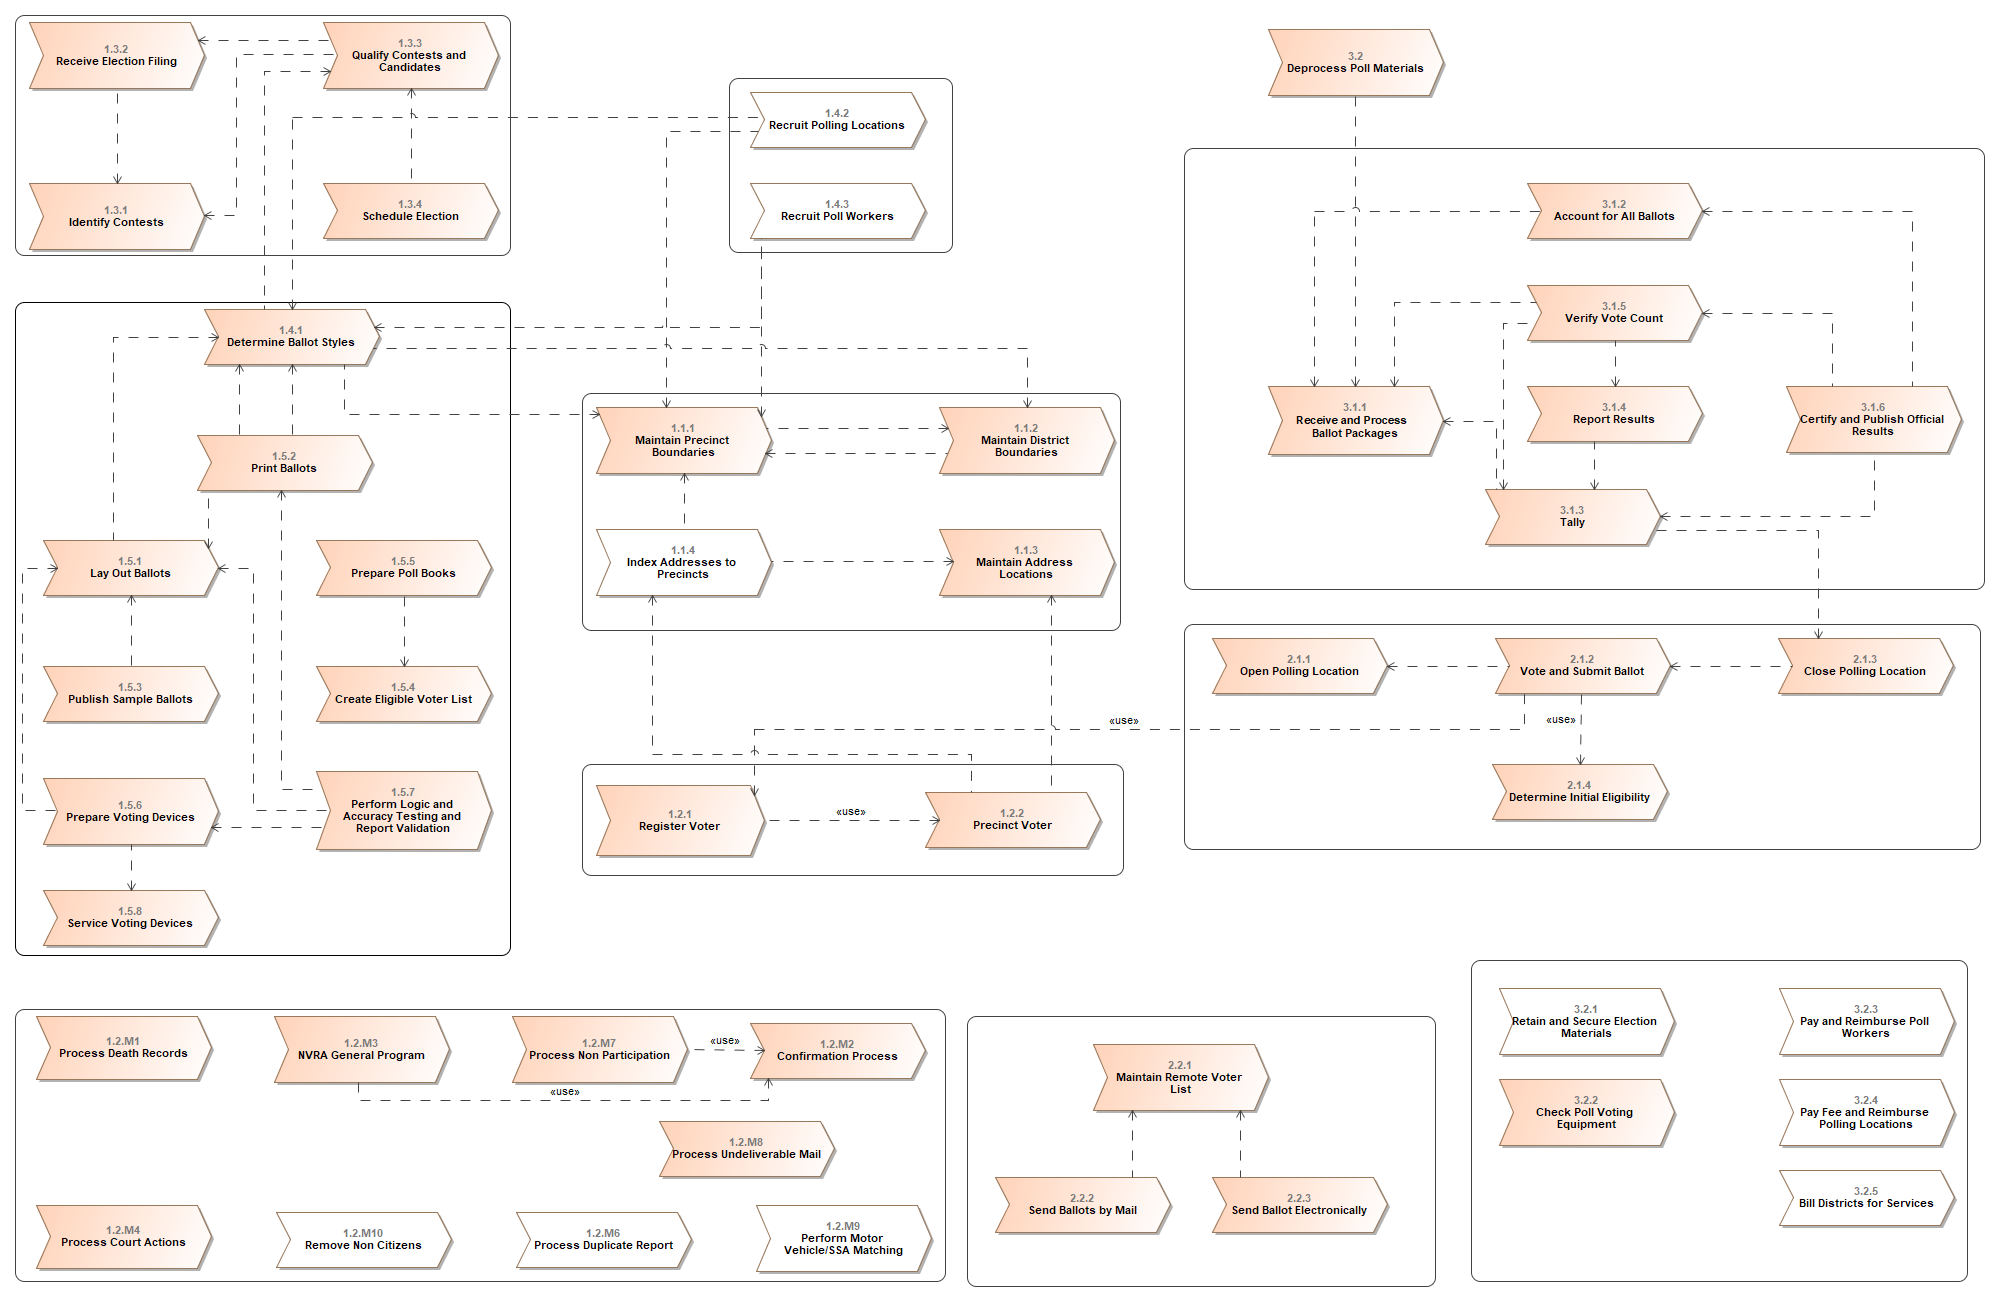 1.3.2
Receive Election Filing
1.3.3
Qualify Contests and
Candidates
1.3.1
Identify Contests
1.3.4
Schedule Election
1.4.2
Recruit Polling Locations
1.4.3
Recruit Poll Workers
3.2
Deprocess Poll Materials
3.1.2
Account for All Ballots
3.1.5
Verify Vote Count
3.1.1
Receive and Process
Ballot Packages
3.1.4
Report Results
3.1.6
Certify and Publish Official
Results
3.1.3
Tally
1.4.1
Determine Ballot Styles
1.5.2
Print Ballots
1.5.1
Lay Out Ballots
1.5.5
Prepare Poll Books
1.5.3
Publish Sample Ballots
1.5.4
Create Eligible Voter List
1.5.6
Prepare Voting Devices
1.5.7
Perform Logic and
Accuracy Testing and
Report Validation
1.5.8
Service Voting Devices
1.1.1
Maintain Precinct
Boundaries
1.1.2
Maintain District
Boundaries
1.1.4
Index Addresses to
Precincts
1.1.3
Maintain Address
Locations
2.1.1
Open Polling Location
2.1.2
Vote and Submit Ballot
2.1.3
Close Polling Location
«use»
«use»
2.1.4
Determine Initial Eligibility
1.2.1
Register Voter
«use»
1.2.2
Precinct Voter
1.2.M1
Process Death Records
1.2.M3
NVRA General Program
1.2.M7
Process Non Participation
«use»
1.2.M2
Confirmation Process
«use»
1.2.M8
Process Undeliverable Mail
1.2.M4
Process Court Actions
1.2.M10
Remove Non Citizens
1.2.M6
Process Duplicate Report
1.2.M9
Perform Motor
Vehicle/SSA Matching
2.2.1
Maintain Remote Voter
List
2.2.2
Send Ballots by Mail
2.2.3
Send Ballot Electronically
3.2.1
Retain and Secure Election
Materials
3.2.3
Pay and Reimburse Poll
Workers
3.2.2
Check Poll Voting
Equipment
3.2.4
Pay Fee and Reimburse
Polling Locations
3.2.5
Bill Districts for Services